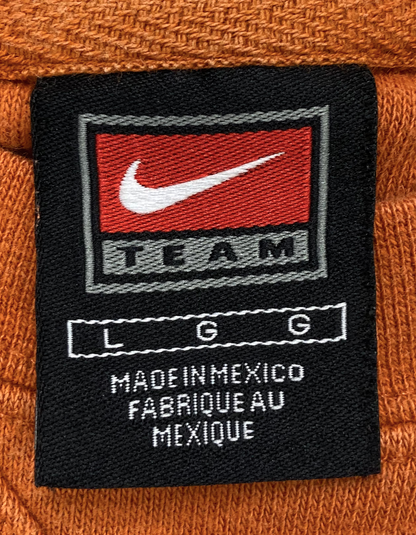 TEAM
L G G
MADE IN MEXICO
FABRIQUE AU
MEXIQUE